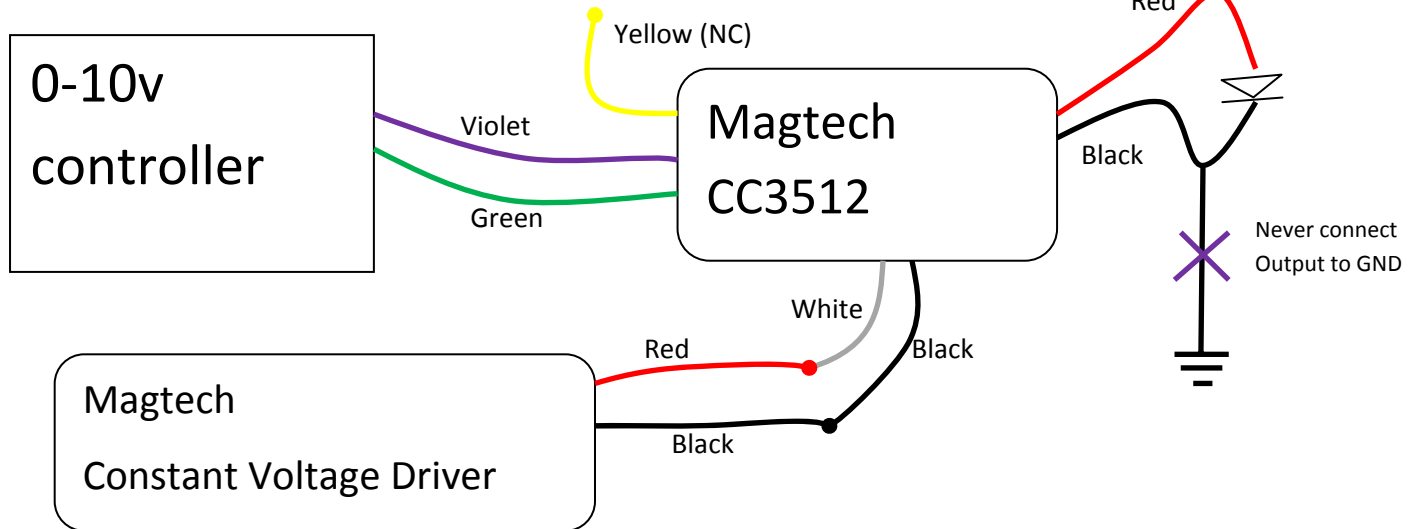 Red
Yellow (NC)
0-10v
controller
Violet
Green
Magtech
CC3512
Black
Never connect
Output to GND
White
Red
Black
Magtech
Constant Voltage Driver
Black